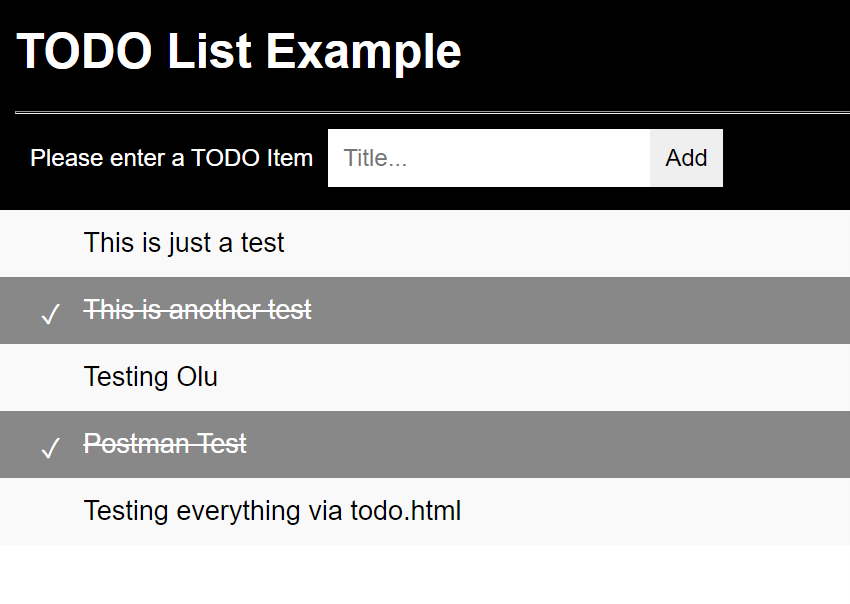 TODO List Example
Please enter a TODO Item Title... Add
This is just a test
✓ This is another test
Testing Olu
✓ Postman Test
Testing everything via todo.html